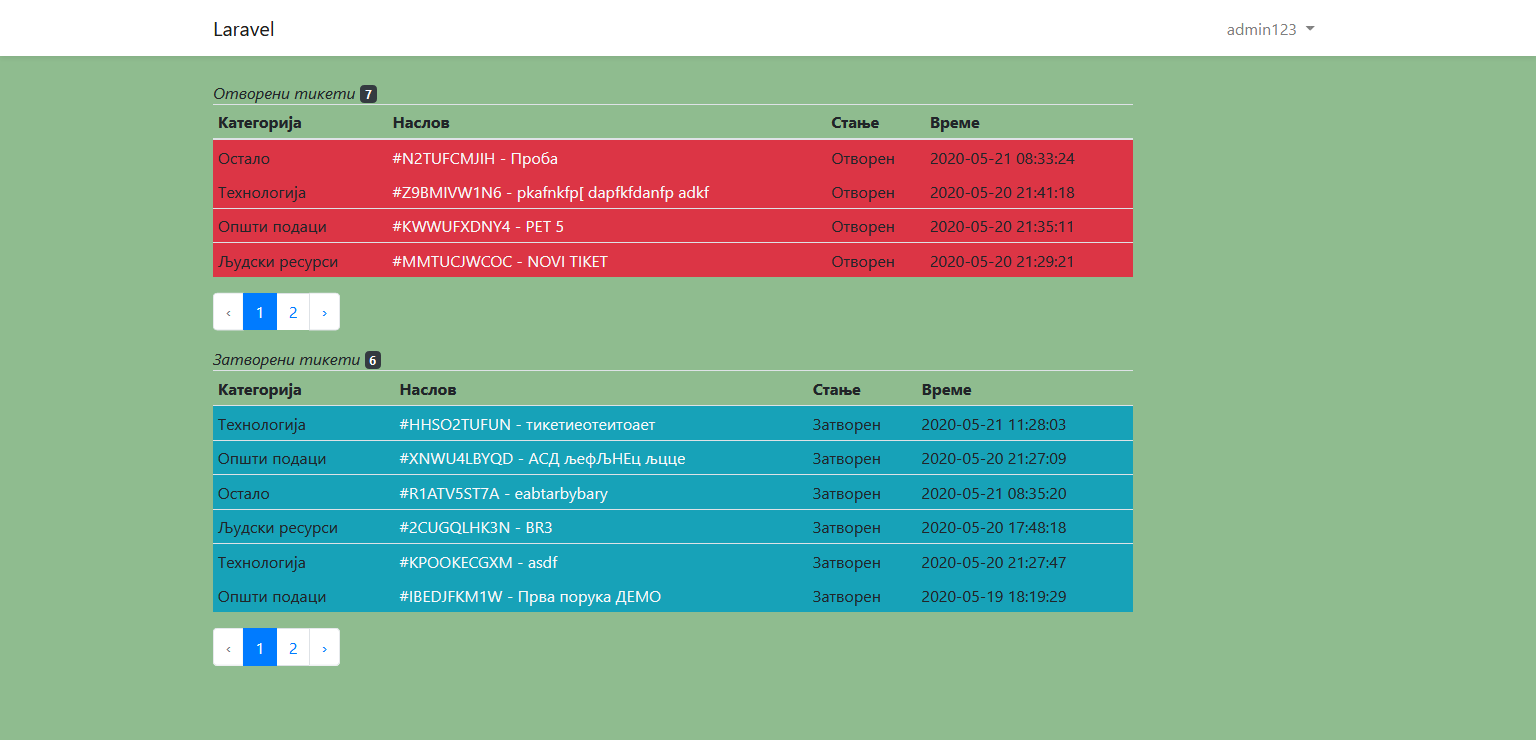 Laravel admin123
Отворени тикети 7
Категорија Наслов Стање Време
Остало #N2TUFCMJIH - Проба Отворен 2020-05-21 08:33:24
Технологија #Z9BMIVW1N6 - pkafnkfp[ dapfkfdanfp adkf Отворен 2020-05-20 21:41:18
Општи подаци #KWWUFXDNY4 - PET 5 Отворен 2020-05-20 21:35:11
Људски ресурси #MMTUCJWCOC - NOVI TIKET Отворен 2020-05-20 21:29:21
‹ 1 2 ›
Затворени тикети 6
Категорија Наслов Стање Време
Технологија #HHSO2TUFUN - тикетиеотеитоает Затворен 2020-05-21 11:28:03
Општи подаци #XNWU4LBYQD - АСД љефЉНЕц љцце Затворен 2020-05-20 21:27:09
Остало #R1ATV5ST7A - eabtarbybary Затворен 2020-05-21 08:35:20
Људски ресурси #2CUGQLHK3N - BR3 Затворен 2020-05-20 17:48:18
Технологија #KPOOKECGXM - asdf Затворен 2020-05-20 21:27:47
Општи подаци #IBEDJFKM1W - Прва порука ДЕМО Затворен 2020-05-19 18:19:29
‹ 1 2 ›